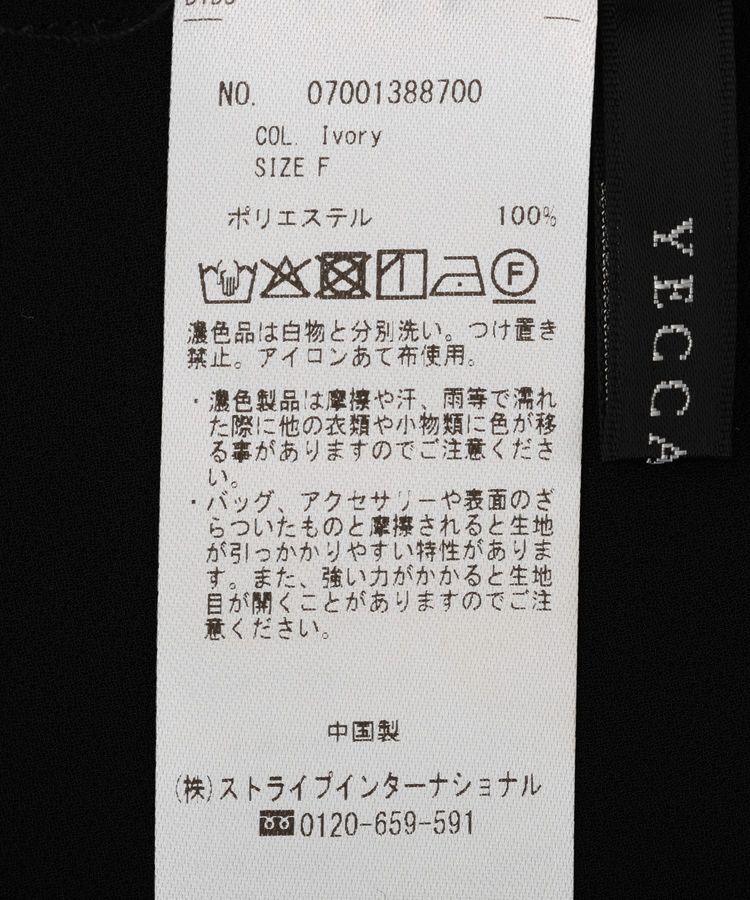 NO. 07001388700
COL. Ivory
SIZE F
ポリエステル 100%
F
濃色品は白物と分別洗い。つけ置き
禁止。アイロンあて布使用。
・濃色製品は摩擦や汗、雨等で濡れ
た際に他の衣類や小物類に色が移
る事がありますのでご注意くださ
い。
・バッグ、アクセサリーや表面のざ
らついたものと摩擦されると生地
が引っかかりやすい特性がありま
す。また、強い力がかかると生地
目が開くことがありますのでご注
意ください。
中国製
(株)ストライプインターナショナル
0120-659-591
YECCA